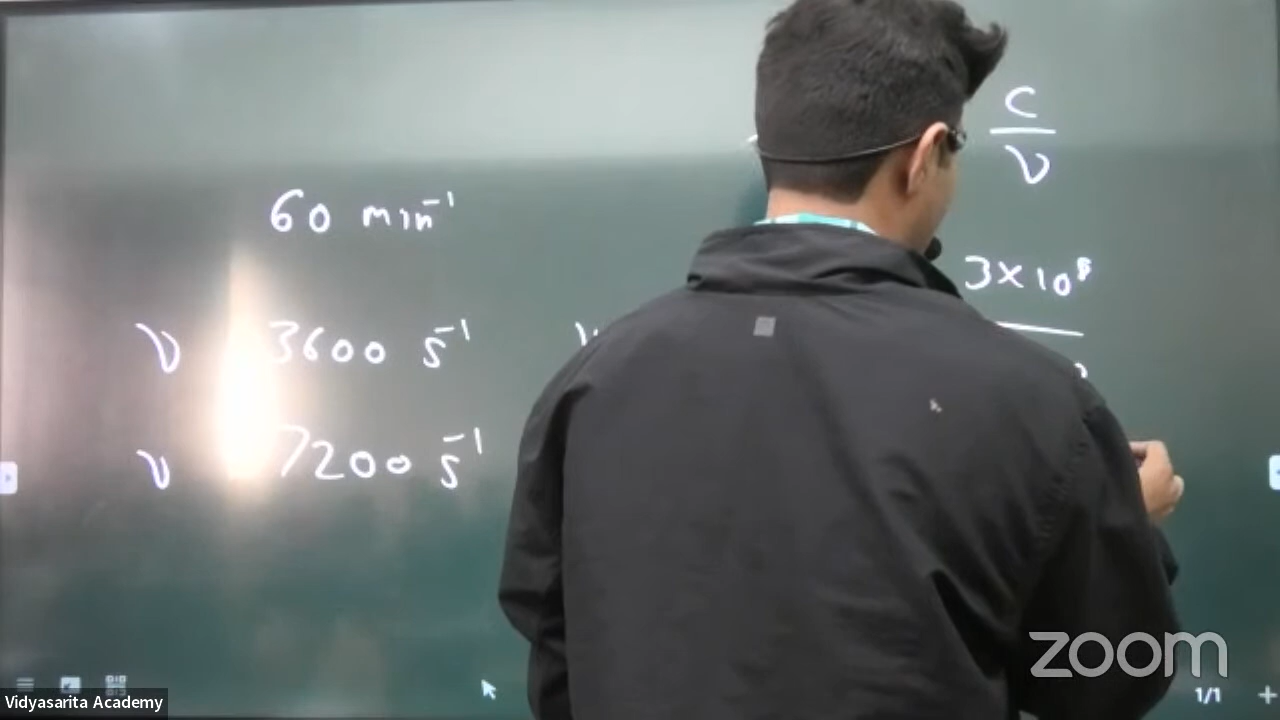 c
ν
60 min⁻¹
3×10⁸
ν 3600 s⁻¹
ν 7200 s⁻¹
zoom
1/1
Vidyasarita Academy